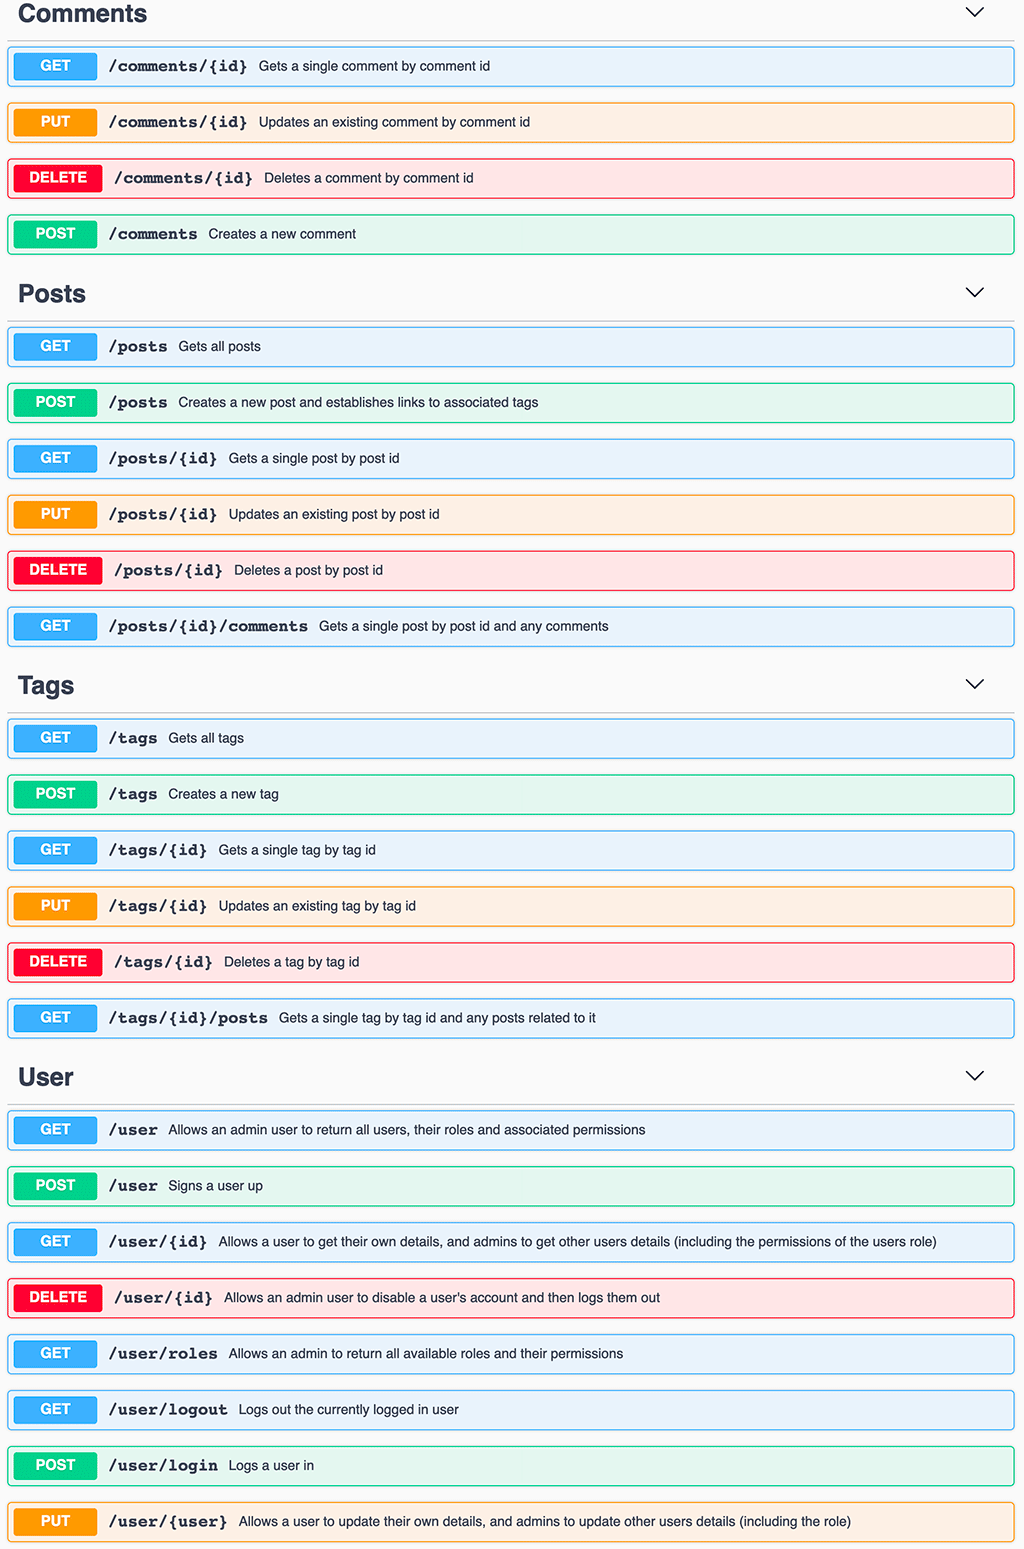 Comments
GET /comments/{id} Gets a single comment by comment id
PUT /comments/{id} Updates an existing comment by comment id
DELETE /comments/{id} Deletes a comment by comment id
POST /comments Creates a new comment
Posts
GET /posts Gets all posts
POST /posts Creates a new post and establishes links to associated tags
GET /posts/{id} Gets a single post by post id
PUT /posts/{id} Updates an existing post by post id
DELETE /posts/{id} Deletes a post by post id
GET /posts/{id}/comments Gets a single post by post id and any comments
Tags
GET /tags Gets all tags
POST /tags Creates a new tag
GET /tags/{id} Gets a single tag by tag id
PUT /tags/{id} Updates an existing tag by tag id
DELETE /tags/{id} Deletes a tag by tag id
GET /tags/{id}/posts Gets a single tag by tag id and any posts related to it
User
GET /user Allows an admin user to return all users, their roles and associated permissions
POST /user Signs a user up
GET /user/{id} Allows a user to get their own details, and admins to get other users details (including the permissions of the users role)
DELETE /user/{id} Allows an admin user to disable a user's account and then logs them out
GET /user/roles Allows an admin to return all available roles and their permissions
GET /user/logout Logs out the currently logged in user
POST /user/login Logs a user in
PUT /user/{user} Allows a user to update their own details, and admins to update other users details (including the role)